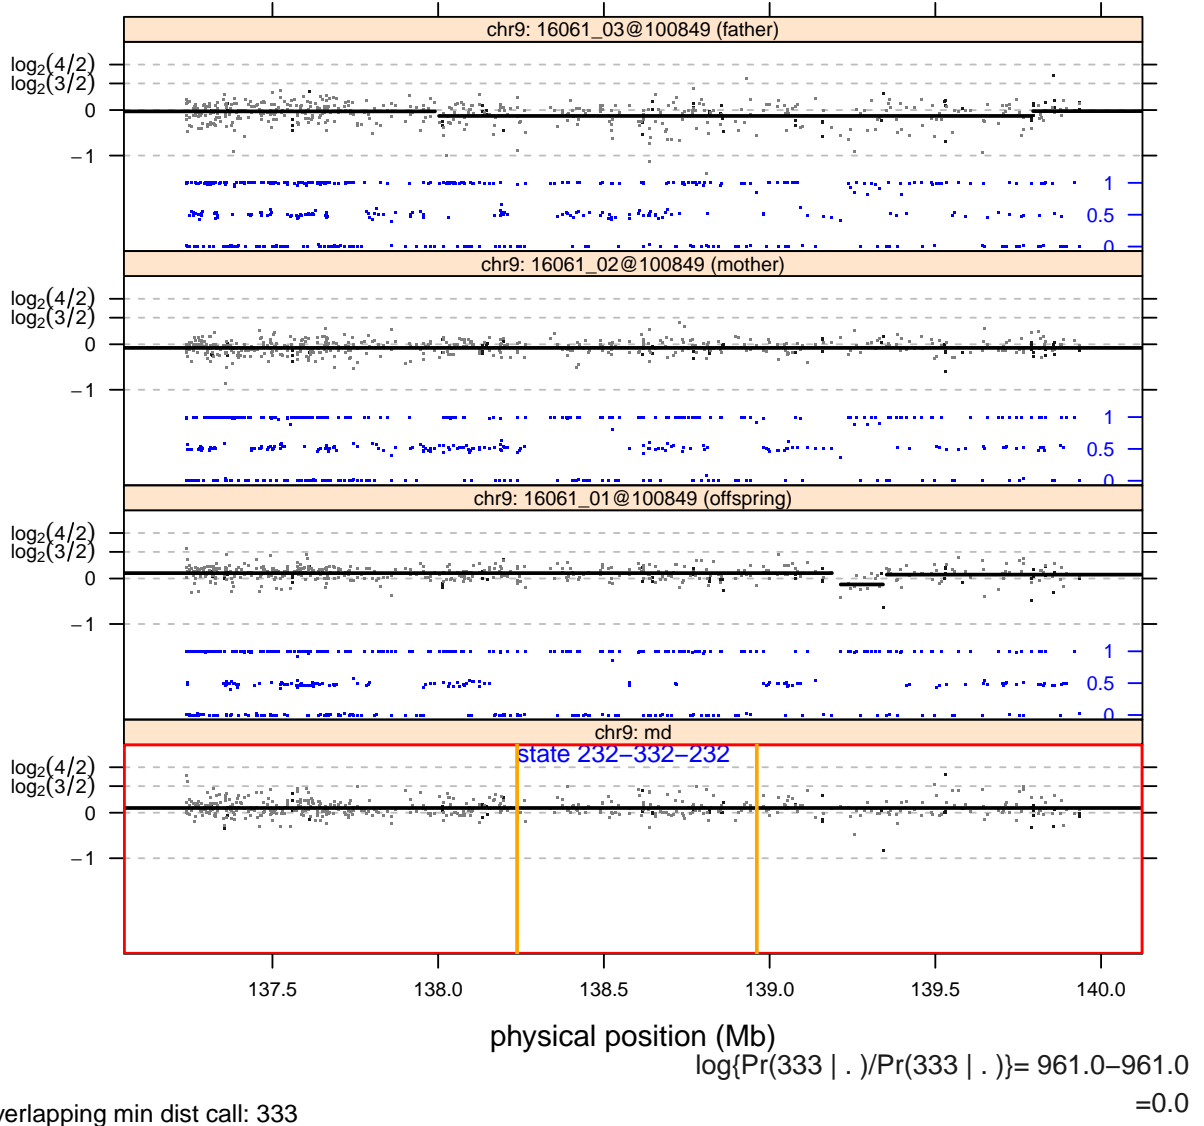 chr9: 16061_03@100849 (father)
log2(4/2)
log2(3/2)
0
−1
1
0.5
0
chr9: 16061_02@100849 (mother)
log2(4/2)
log2(3/2)
0
−1
1
0.5
0
chr9: 16061_01@100849 (offspring)
log2(4/2)
log2(3/2)
0
−1
1
0.5
0
chr9: md
state 232−332−232
log2(4/2)
log2(3/2)
0
−1
137.5 138.0 138.5 139.0 139.5 140.0
physical position (Mb)
log{Pr(333 | . )/Pr(333 | . )}= 961.0−961.0
=0.0
verlapping min dist call: 333